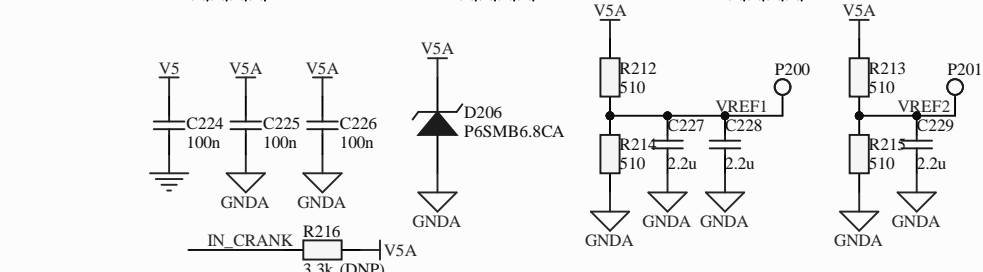 V5
C224
100n
V5A
C225
100n
GNDA
V5A
C226
100n
GNDA
V5A
D206
P6SMB6.8CA
GNDA
V5A
R212
510
R214
510
GNDA
VREF1
P200
C227
2.2u
GNDA
C228
2.2u
GNDA
V5A
R213
510
R215
510
GNDA
VREF2
P201
C229
2.2u
GNDA
IN_CRANK
R216
3.3k (DNP)
V5A